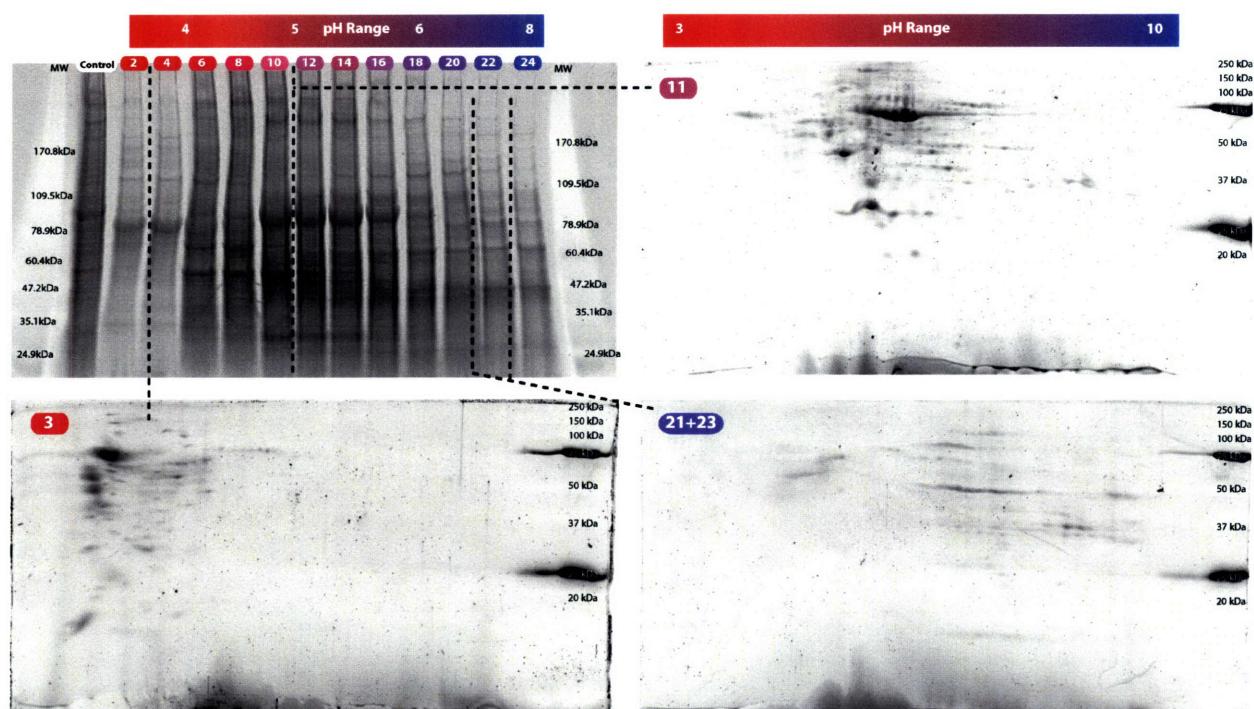 4 5 pH Range 6 8
3 pH Range 10
MW Control 2 4 6 8 10 12 14 16 18 20 22 24 MW
170.8kDa 170.8kDa
109.5kDa 109.5kDa
78.9kDa 78.9kDa
60.4kDa 60.4kDa
47.2kDa 47.2kDa
35.1kDa 35.1kDa
24.9kDa 24.9kDa
11
250 kDa
150 kDa
100 kDa
50 kDa
37 kDa
20 kDa
3
250 kDa
150 kDa
100 kDa
50 kDa
37 kDa
20 kDa
21+23
250 kDa
150 kDa
100 kDa
50 kDa
37 kDa
20 kDa